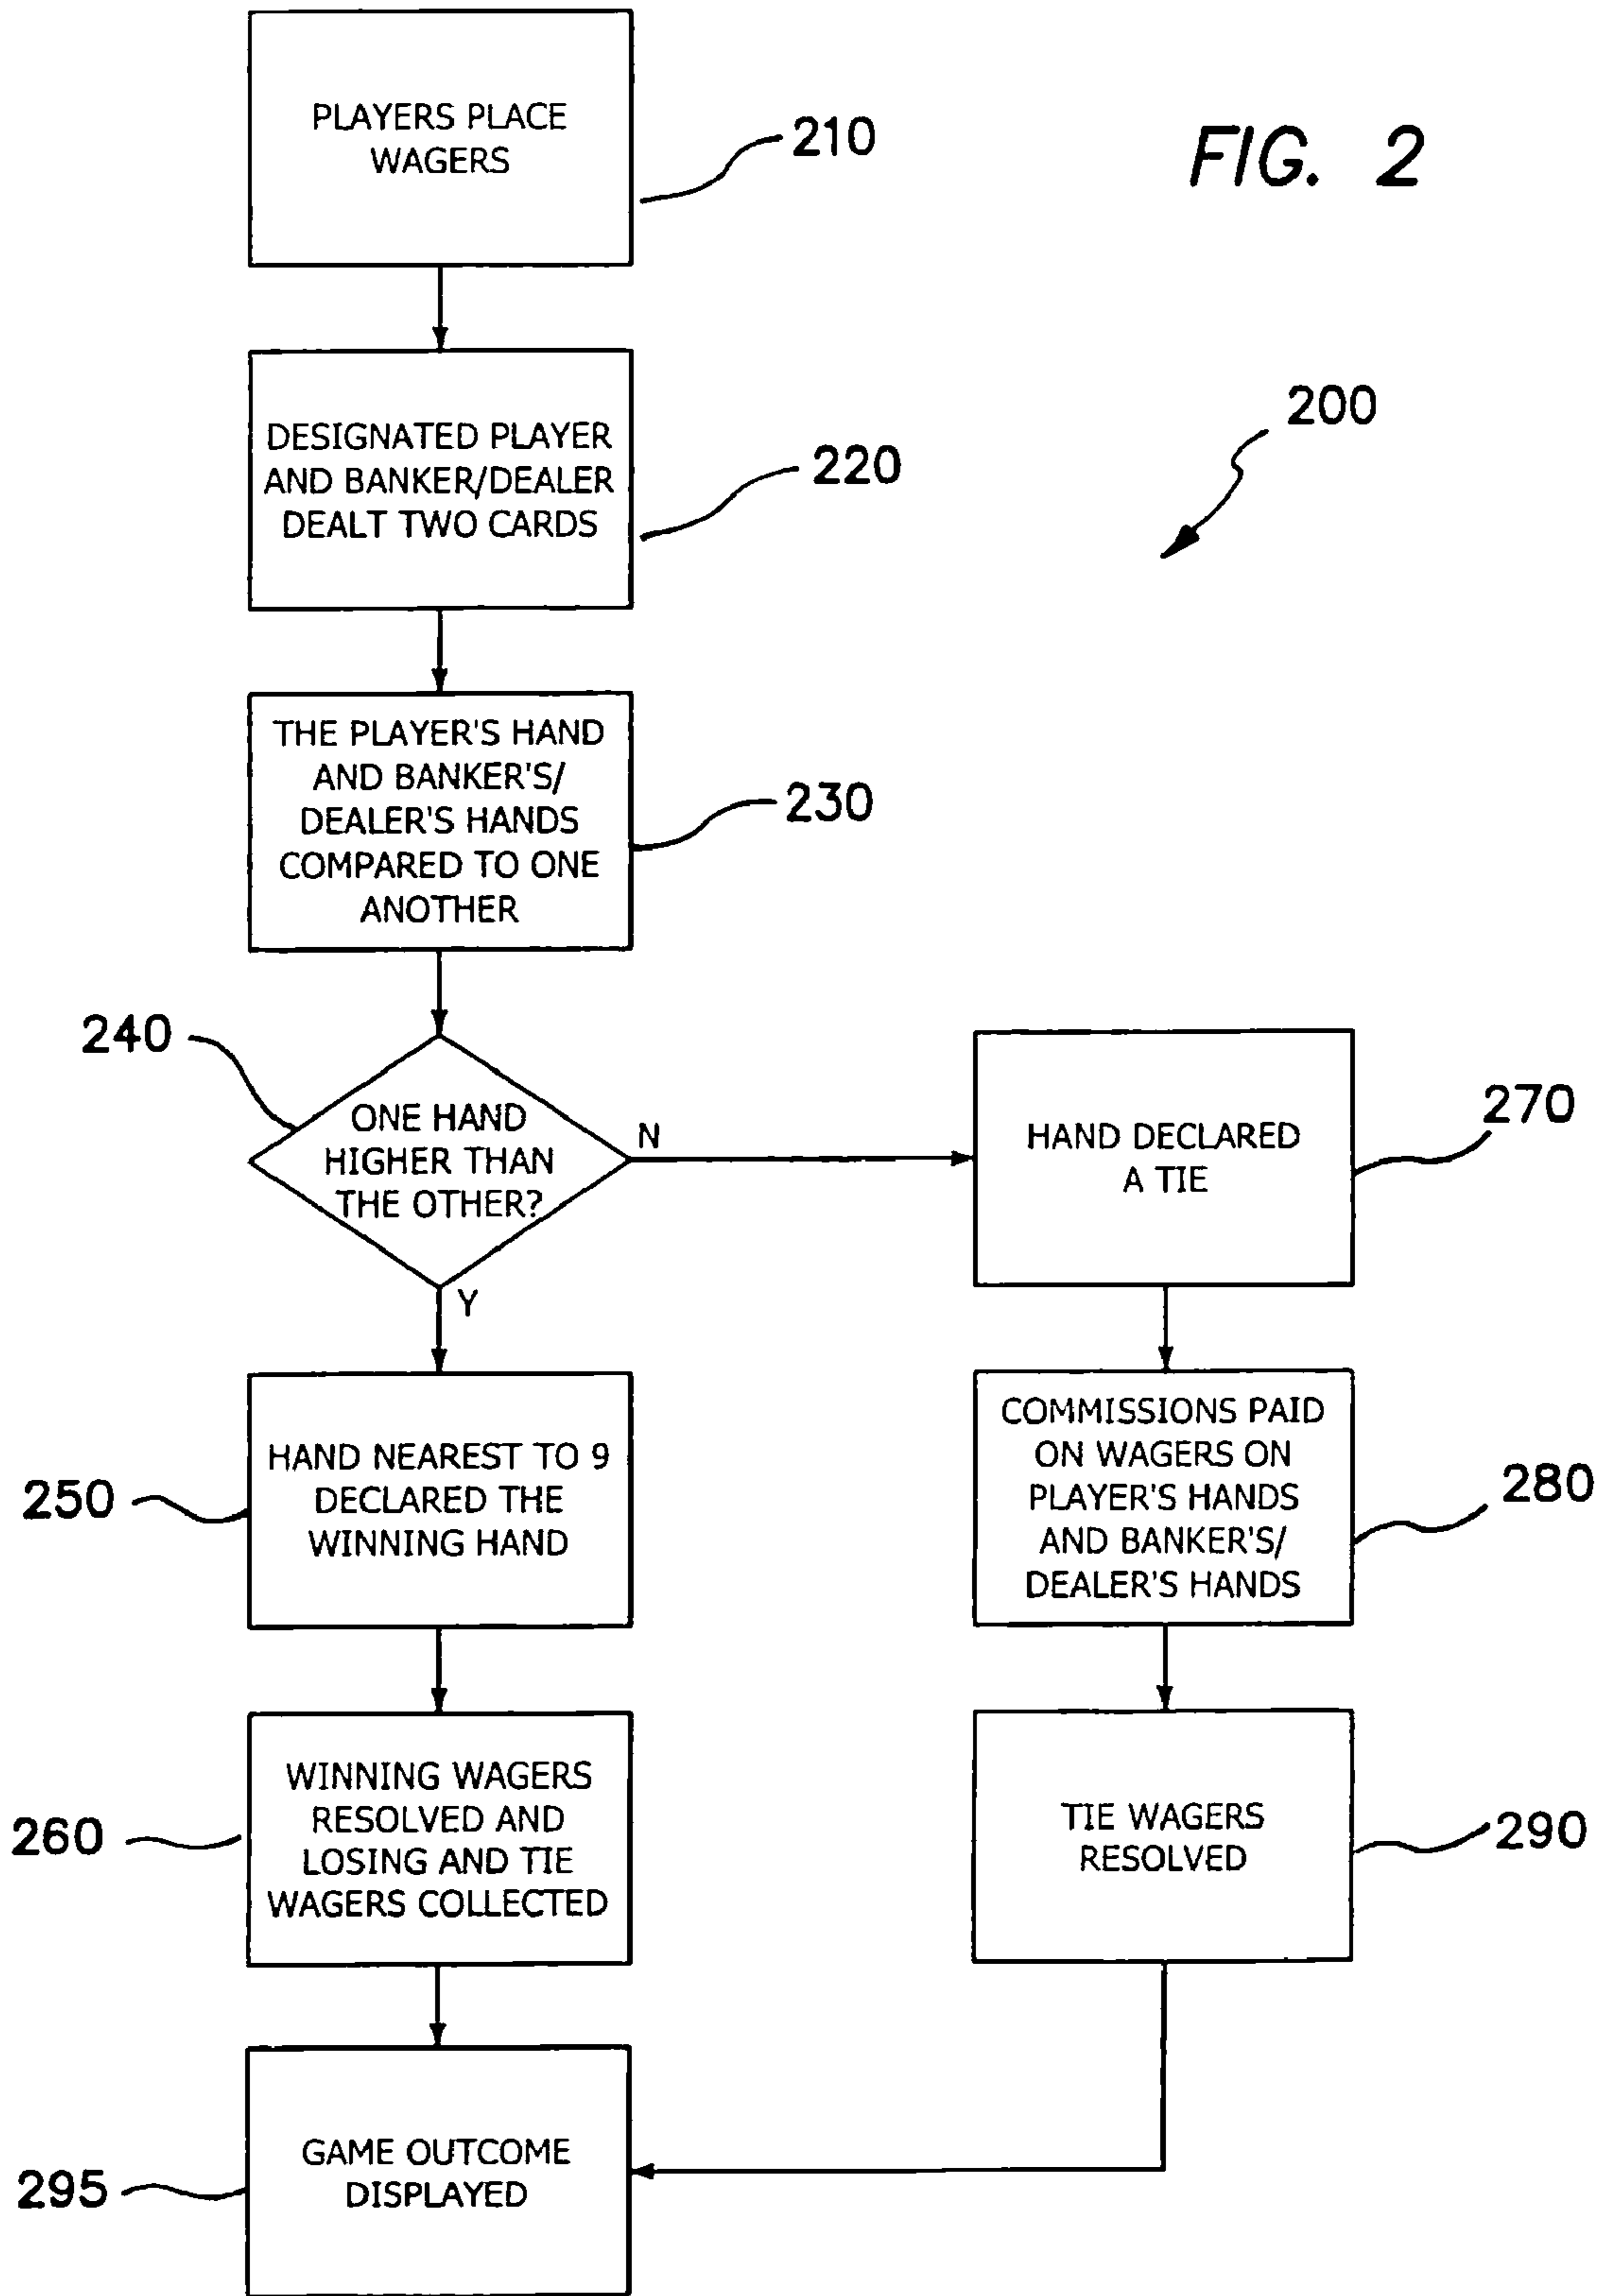 PLAYERS PLACE
WAGERS
210
FIG. 2
DESIGNATED PLAYER
AND BANKER/DEALER
DEALT TWO CARDS
220
200
THE PLAYER'S HAND
AND BANKER'S/
DEALER'S HANDS
COMPARED TO ONE
ANOTHER
230
240
ONE HAND
HIGHER THAN
THE OTHER?
N
Y
HAND DECLARED
A TIE
270
250
HAND NEAREST TO 9
DECLARED THE
WINNING HAND
COMMISSIONS PAID
ON WAGERS ON
PLAYER'S HANDS
AND BANKER'S/
DEALER'S HANDS
280
260
WINNING WAGERS
RESOLVED AND
LOSING AND TIE
WAGERS COLLECTED
TIE WAGERS
RESOLVED
290
295
GAME OUTCOME
DISPLAYED